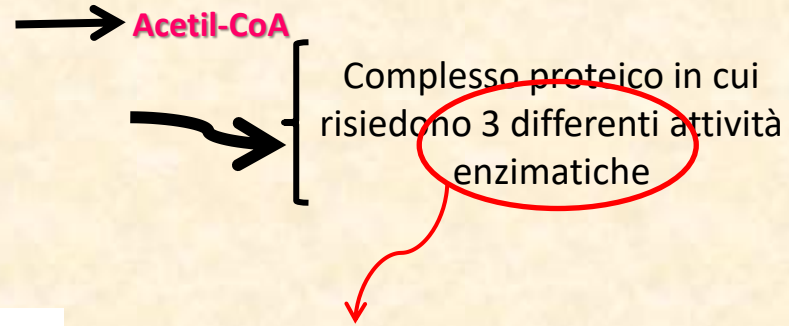 Acetil-CoA
Complesso proteico in cui
risiedono 3 differenti attività
enzimatiche